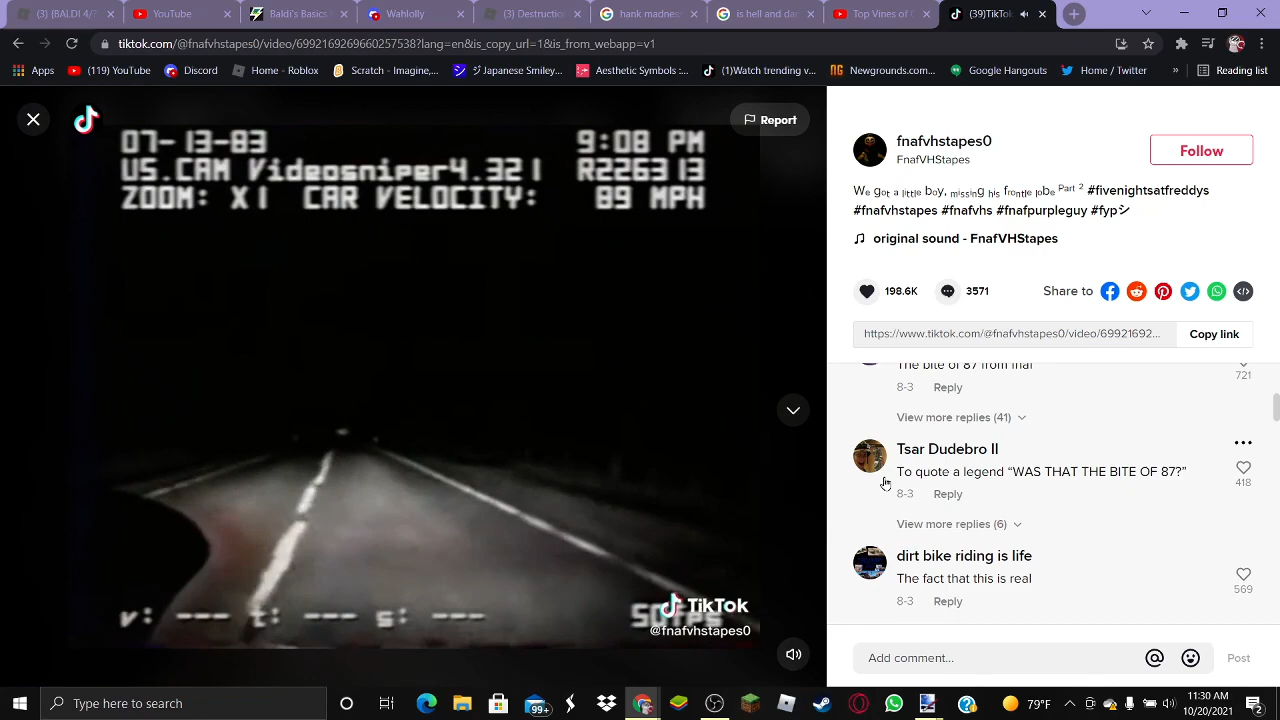 (BALDI 4/
YouTube
Baldi's Basics
Wahlolly
(3) Destruction
hank madness
is hell and dar
Top Vines of
(39)TikTok
tiktok.com/@fnafvhstapes0/video/6992169269660257538?lang=en&is_copy_url=1&is_from_webapp=v1
Apps
(119) YouTube
Discord
Home - Roblox
Scratch - Imagine,...
ジ Japanese Smiley...
Aesthetic Symbols :...
(1)Watch trending v...
Newgrounds.com...
Google Hangouts
Home / Twitter
»
Reading list
Report
07-13-83
9:08 PM
US.CAM Videosniper4.32 |
R2263 13
ZOOM: X1 CAR VELOCITY: 89 MPH
v: --- t: --- s: ---
TikTok
@fnafvhstapes0
fnafvhstapes0
FnafVHStapes
Follow
We got a little boy, missing his frontle lobe Part 2 #fivenightsatfreddys
#fnafvhstapes #fnafvhs #fnafpurpleguy #fypシ
original sound - FnafVHStapes
198.6K
3571
Share to
https://www.tiktok.com/@fnafvhstapes0/video/69921692...
Copy link
The bite of 87 from fnaf
721
8-3 Reply
View more replies (41)
Tsar Dudebro II
To quote a legend “WAS THAT THE BITE OF 87?”
418
8-3 Reply
View more replies (6)
dirt bike riding is life
The fact that this is real
569
8-3 Reply
Add comment...
Post
Type here to search
99+
79°F
11:30 AM
10/20/2021
2